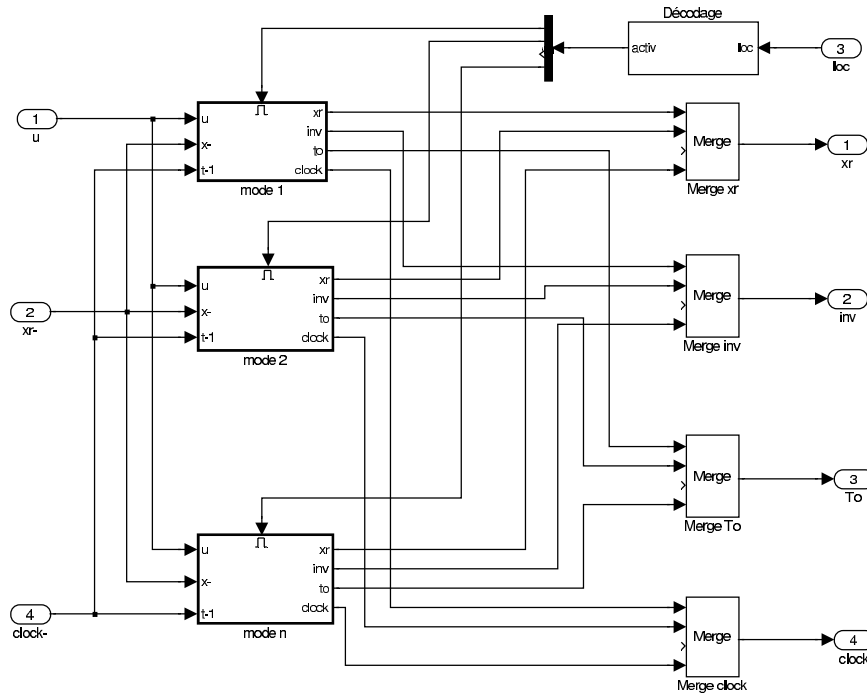 Décodage
activ
lloc
3
lloc
1
u
u
x-
t-1
xr
inv
to
clock
mode 1
Merge
Merge xr
1
xr
2
xr-
u
x-
t-1
xr
inv
to
clock
mode 2
Merge
Merge inv
2
inv
u
x-
t-1
xr
inv
to
clock
mode n
Merge
Merge To
3
To
4
clock-
Merge
Merge clock
4
clock